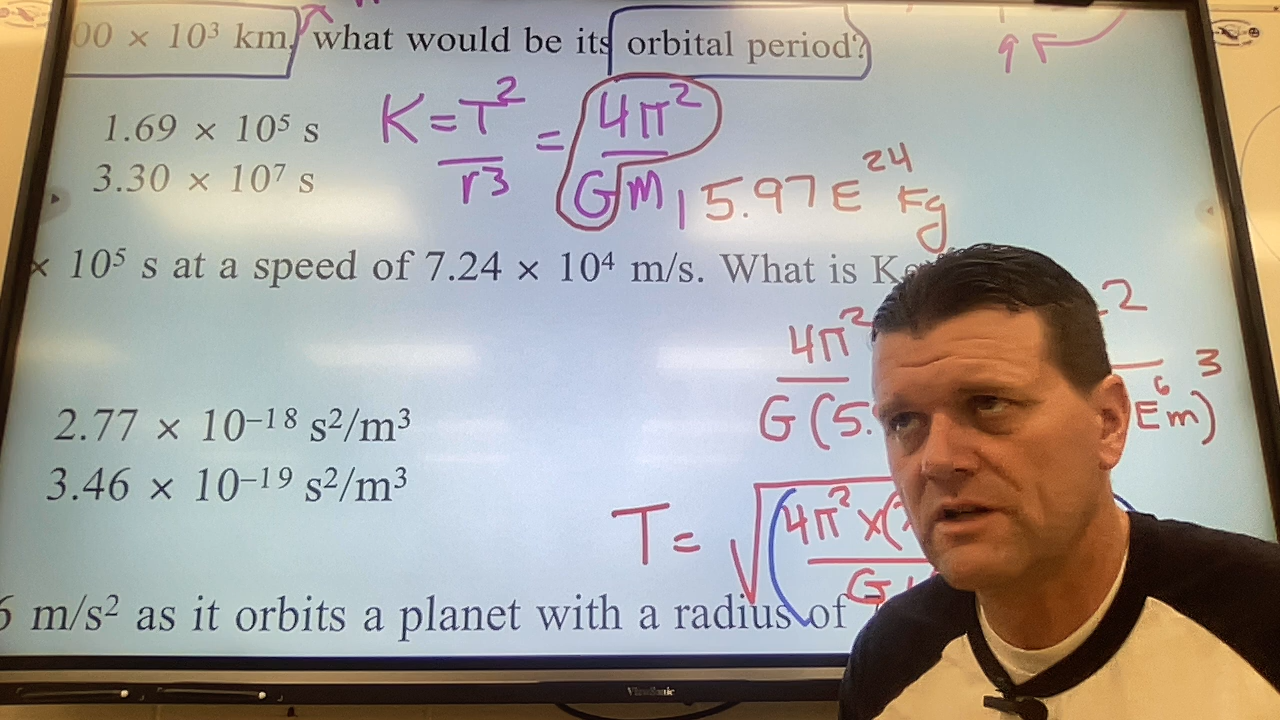 00 × 10³ km, what would be its orbital period?
9
1.69 × 10⁵ s
3.30 × 10⁷ s
K = T² / r³ = 4π² / Gm, 5.97E²⁴ kg
× 10⁵ s at a speed of 7.24 × 10⁴ m/s. What is
4π² 2
G(5. E⁶m)³
2.77 × 10⁻¹⁸ s²/m³
3.46 × 10⁻¹⁹ s²/m³
T = √(4π² ×(
G
m/s² as it orbits a planet with a radius of
ViewSonic